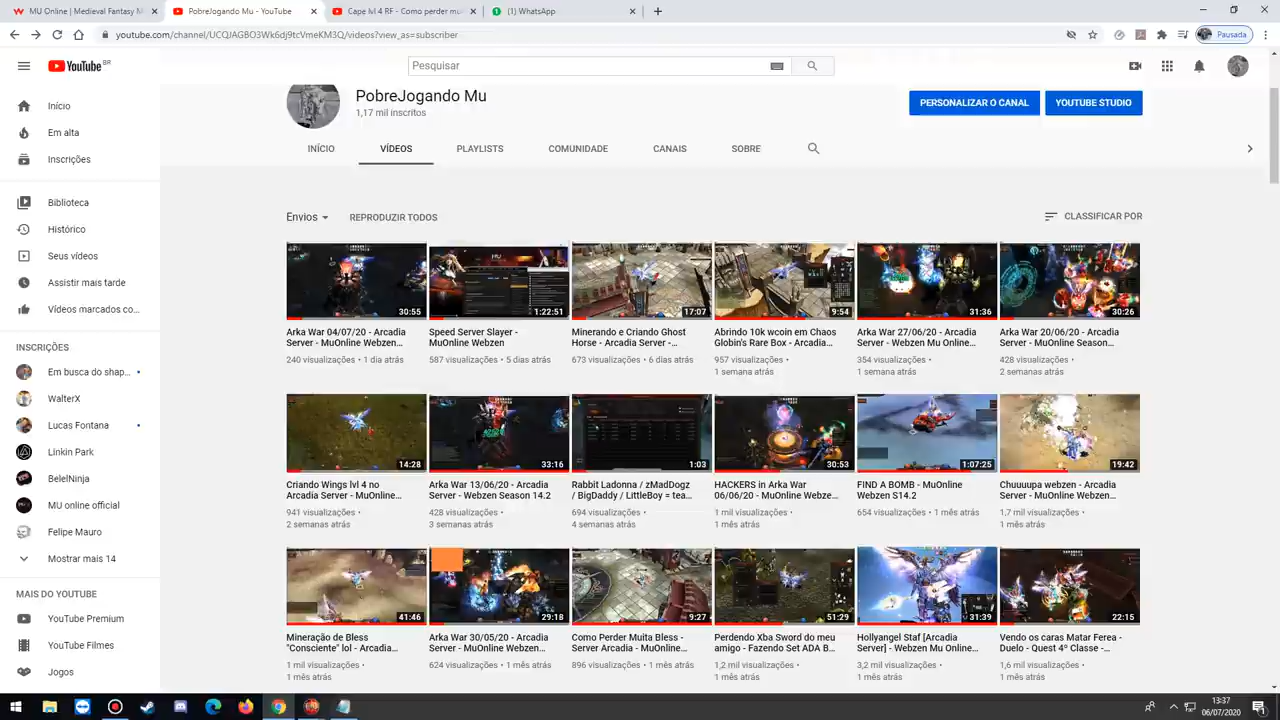 MU Online | Medieval Fantasy M
PobreJogando Mu - YouTube
Cape lvl 4 RF - Como perder mu
(1) WhatsApp
youtube.com/channel/UCQJAGBO3Wk6dj9tcVmeKM3Q/videos?view_as=subscriber
Pausada
YouTube BR
Pesquisar
Início
Em alta
Inscrições
Biblioteca
Histórico
Seus vídeos
Assistir mais tarde
Vídeos marcados co...
INSCRIÇÕES
Em busca do shap...
WalterX
Lucas Fontana
Linkin Park
BelelNinja
MU online official
Felipe Mauro
Mostrar mais 14
MAIS DO YOUTUBE
YouTube Premium
YouTube Filmes
Jogos
PobreJogando Mu
1,17 mil inscritos
PERSONALIZAR O CANAL
YOUTUBE STUDIO
INÍCIO
VÍDEOS
PLAYLISTS
COMUNIDADE
CANAIS
SOBRE
Envios
REPRODUZIR TODOS
CLASSIFICAR POR
30:55
Arka War 04/07/20 - Arcadia
Server - MuOnline Webzen...
240 visualizações • 1 dia atrás
1:22:51
Speed Server Slayer -
MuOnline Webzen
587 visualizações • 5 dias atrás
17:07
Minerando e Criando Ghost
Horse - Arcadia Server -...
673 visualizações • 6 dias atrás
9:54
Abrindo 10k wcoin em Chaos
Globin's Rare Box - Arcadia...
957 visualizações •
1 semana atrás
31:36
Arka War 27/06/20 - Arcadia
Server - Webzen Mu Online...
354 visualizações •
1 semana atrás
30:26
Arka War 20/06/20 - Arcadia
Server - MuOnline Season...
428 visualizações •
2 semanas atrás
14:28
Criando Wings lvl 4 no
Arcadia Server - MuOnline...
941 visualizações •
2 semanas atrás
33:16
Arka War 13/06/20 - Arcadia
Server - Webzen Season 14.2
428 visualizações •
3 semanas atrás
1:03
Rabbit Ladonna / zMadDogz
/ BigDaddy / LittleBoy = tea...
694 visualizações •
4 semanas atrás
30:53
HACKERS in Arka War
06/06/20 - MuOnline Webze...
1 mil visualizações •
1 mês atrás
1:07:25
FIND A BOMB - MuOnline
Webzen S14.2
654 visualizações • 1 mês atrás
19:42
Chuuuupa webzen - Arcadia
Server - MuOnline Webzen...
1,7 mil visualizações •
1 mês atrás
41:46
Mineração de Bless
"Consciente" lol - Arcadia...
1 mil visualizações •
1 mês atrás
29:18
Arka War 30/05/20 - Arcadia
Server - MuOnline Webzen...
624 visualizações • 1 mês atrás
9:27
Como Perder Muita Bless -
Server Arcadia - MuOnline...
896 visualizações • 1 mês atrás
51:29
Perdendo Xba Sword do meu
amigo - Fazendo Set ADA B...
1,2 mil visualizações •
1 mês atrás
31:39
Hollyangel Staf [Arcadia
Server] - Webzen Mu Online...
3,2 mil visualizações •
1 mês atrás
22:15
Vendo os caras Matar Ferea -
Duelo - Quest 4º Classe -...
1,6 mil visualizações •
1 mês atrás
13:37
06/07/2020